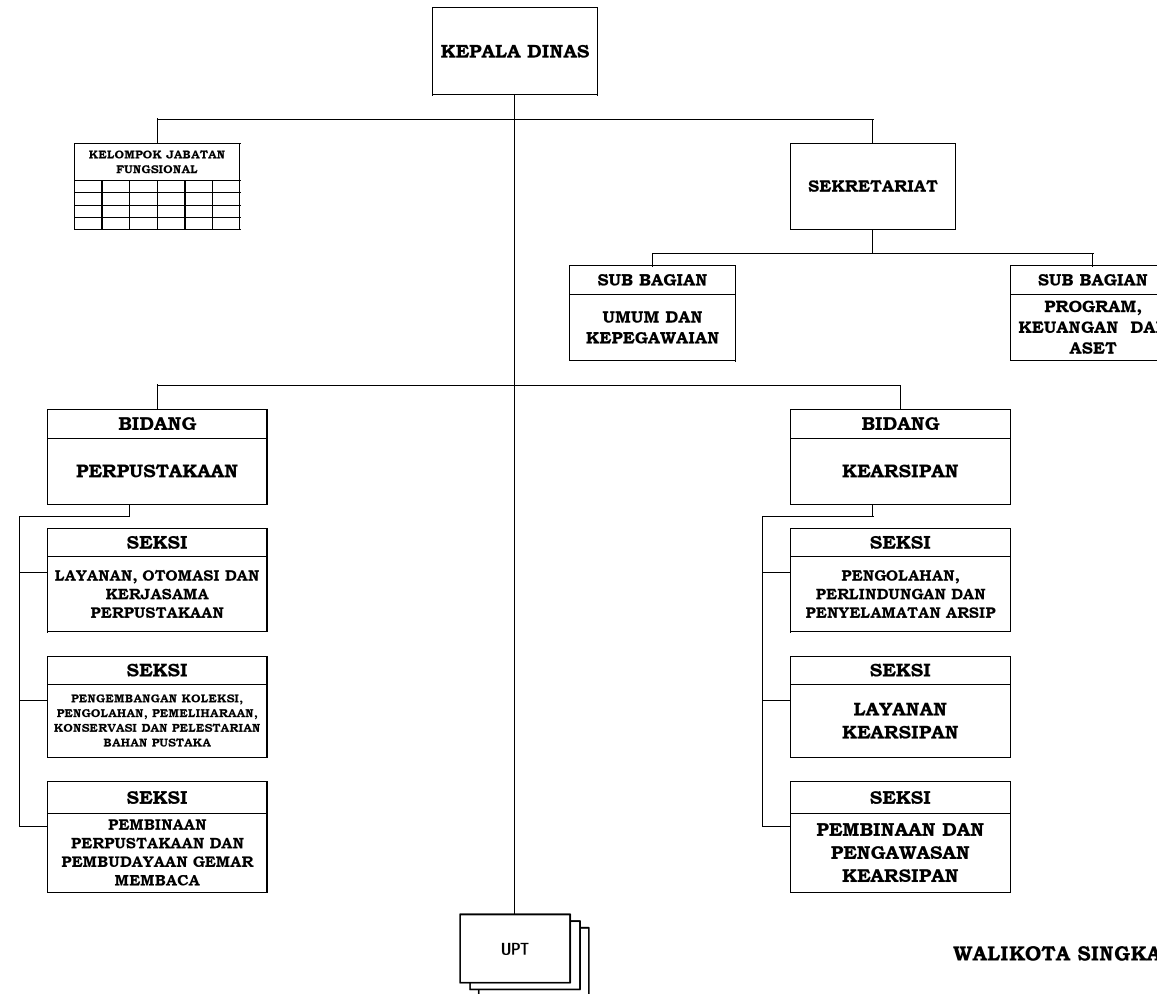 KEPALA DINAS
KELOMPOK JABATAN
FUNGSIONAL
SEKRETARIAT
SUB BAGIAN
UMUM DAN
KEPEGAWAIAN
SUB BAGIAN
PROGRAM,
KEUANGAN
ASET
BIDANG
PERPUSTAKAAN
BIDANG
KEARSIPAN
SEKSI
LAYANAN, OTOMASI DAN
KERJASAMA
PERPUSTAKAAN
SEKSI
PENGOLAHAN,
PERLINDUNGAN DAN
PENYELAMATAN ARSIP
SEKSI
PENGEMBANGAN KOLEKSI,
PENGOLAHAN, PEMELIHARAAN,
KONSERVASI DAN PELESTARIAN
BAHAN PUSTAKA
SEKSI
LAYANAN
KEARSIPAN
SEKSI
PEMBINAAN
PERPUSTAKAAN DAN
PEMBUDAYAAN GEMAR
MEMBACA
SEKSI
PEMBINAAN DAN
PENGAWASAN
KEARSIPAN
UPT
WALIKOTA